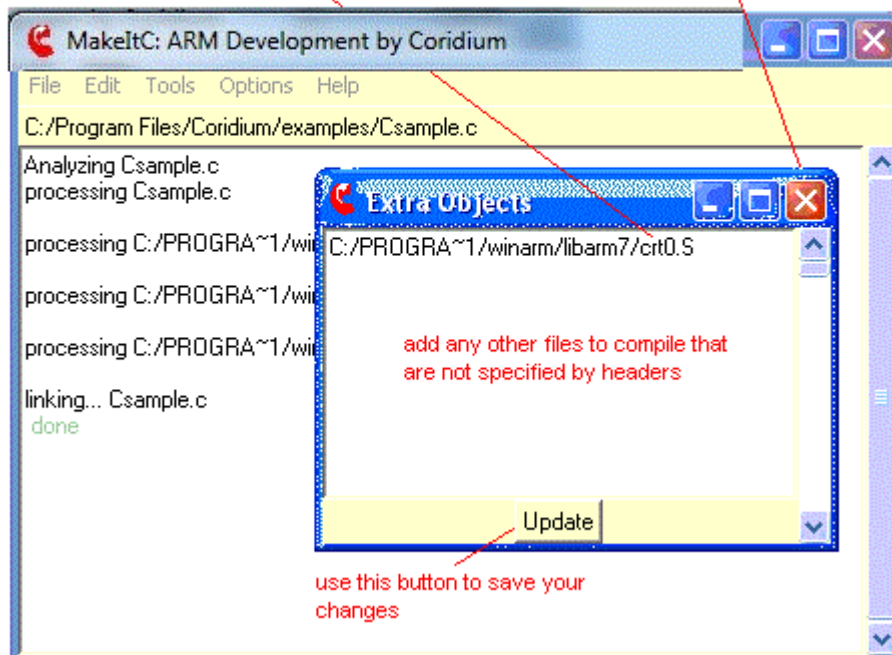 MakeItC: ARM Development by Coridium
File Edit Tools Options Help
C:/Program Files/Coridium/examples/Csample.c
Analyzing Csample.c
processing Csample.c
processing C:/PROGRA~1/wi
processing C:/PROGRA~1/wi
processing C:/PROGRA~1/wi
linking... Csample.c
done
Extra Objects
C:/PROGRA~1/winarm/libarm7/crt0.S
add any other files to compile that
are not specified by headers
Update
use this button to save your
changes